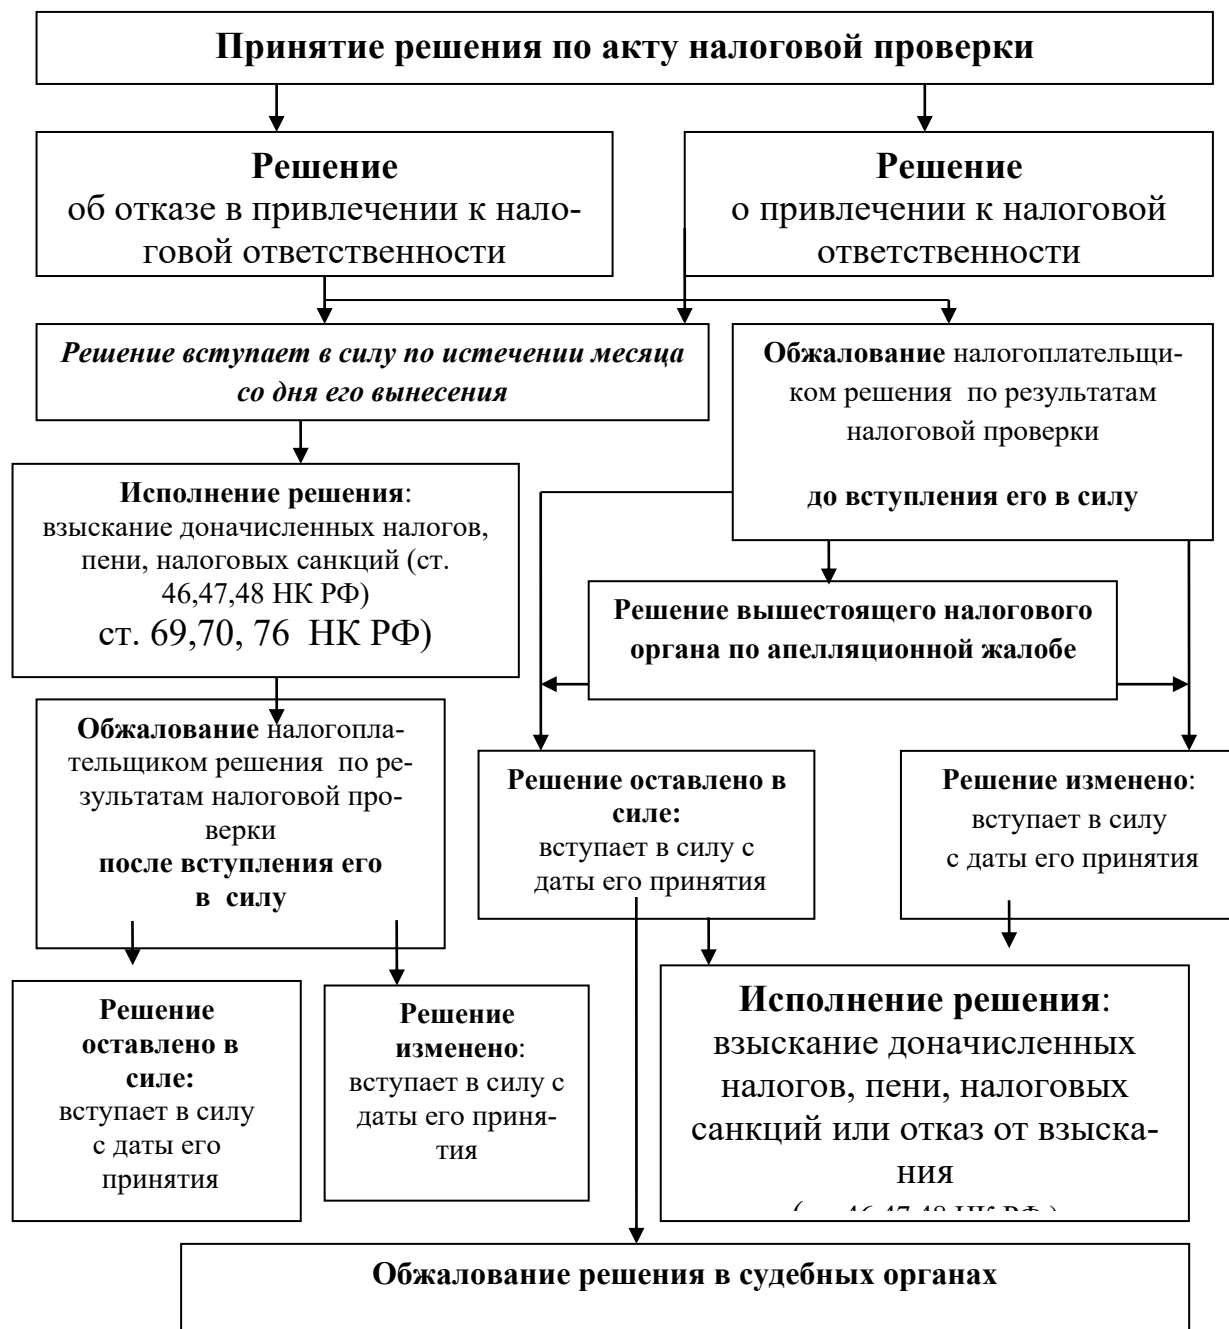 Принятие решения по акту налоговой проверки
Решение
об отказе в привлечении к нало-
говой ответственности
Решение
о привлечении к налоговой
ответственности
Решение вступает в силу по истечении месяца
со дня его вынесения
Обжалование налогоплательщи-
ком решения по результатам
налоговой проверки
до вступления его в силу
Исполнение решения:
взыскание доначисленных налогов,
пени, налоговых санкций (ст.
46,47,48 НК РФ)
ст. 69,70, 76 НК РФ)
Решение вышестоящего налогового
органа по апелляционной жалобе
Обжалование налогопла-
тельщиком решения по ре-
зультатам налоговой про-
верки
после вступления его
в силу
Решение оставлено в
силе:
вступает в силу с
даты его принятия
Решение изменено:
вступает в силу
с даты его принятия
Решение
оставлено в
силе:
вступает в силу
с даты его
принятия
Решение
изменено:
вступает в силу с
даты его приня-
тия
Исполнение решения:
взыскание доначисленных
налогов, пени, налоговых
санкций или отказ от взыска-
ния
46,47,48 НК РФ )
Обжалование решения в судебных органах